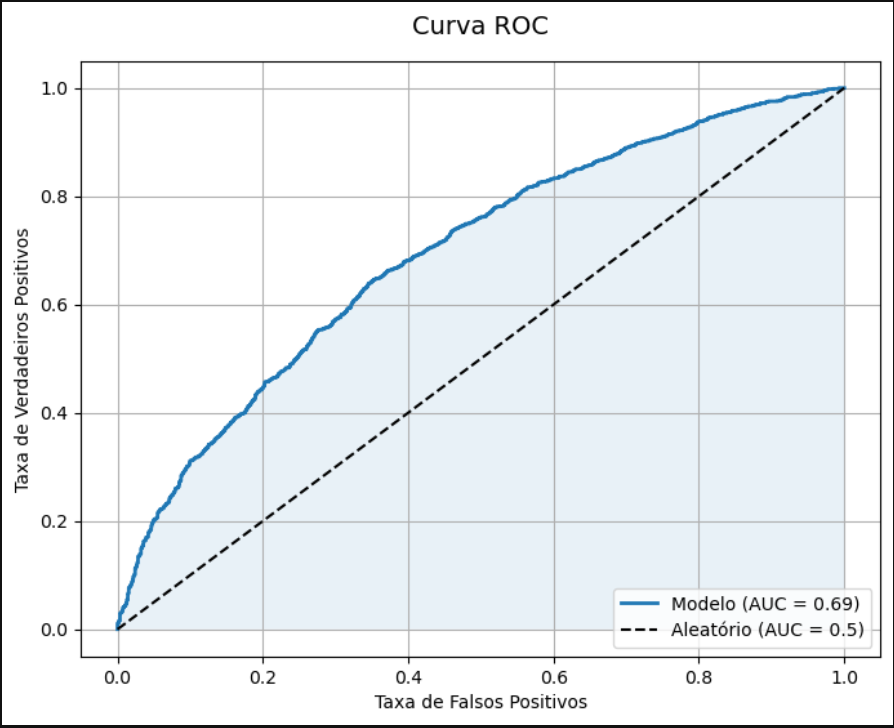 Curva ROC
1.0
0.8
0.6
0.4
0.2
0.0
Taxa de Verdadeiros Positivos
0.0 0.2 0.4 0.6 0.8 1.0
Taxa de Falsos Positivos
Modelo (AUC = 0.69)
Aleatório (AUC = 0.5)